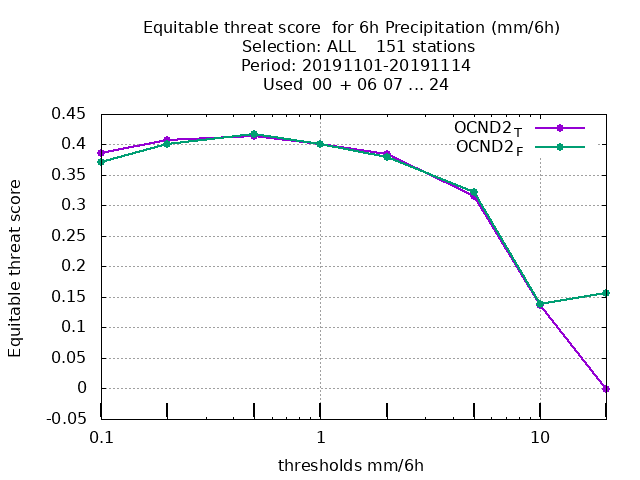 Equitable threat score  for 6h Precipitation (mm/6h)
Selection: ALL    151 stations
Period: 20191101-20191114
Used  00 + 06 07 ... 24
OCND2_T
OCND2_F
0.45
0.4
0.35
0.3
0.25
0.2
0.15
0.1
0.05
0
-0.05
Equitable threat score
0.1 1 10
thresholds mm/6h